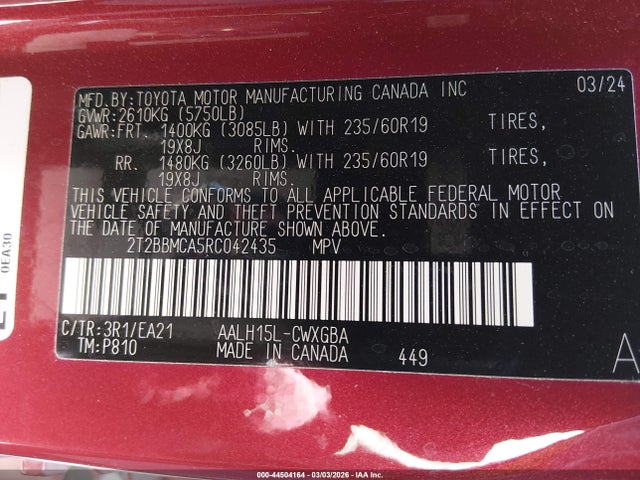 MFD.BY:TOYOTA MOTOR MANUFACTURING CANADA INC 03/24
GVWR:2610KG (5750LB)
GAWR:FRT. 1400KG (3085LB) WITH 235/60R19 TIRES,
19X8J RIMS.
RR. 1480KG (3260LB) WITH 235/60R19 TIRES,
19X8J RIMS.
THIS VEHICLE CONFORMS TO ALL APPLICABLE FEDERAL MOTOR
VEHICLE SAFETY AND THEFT PREVENTION STANDARDS IN EFFECT ON
THE DATE OF MANUFACTURE SHOWN ABOVE.
2T2BBMCA5RC042435 MPV
C/TR:3R1/EA21 AALH15L-CWXGBA
TM:P810 MADE IN CANADA 449
A
0EA30
000-44504164 - 03/03/2026 - IAA Corp.